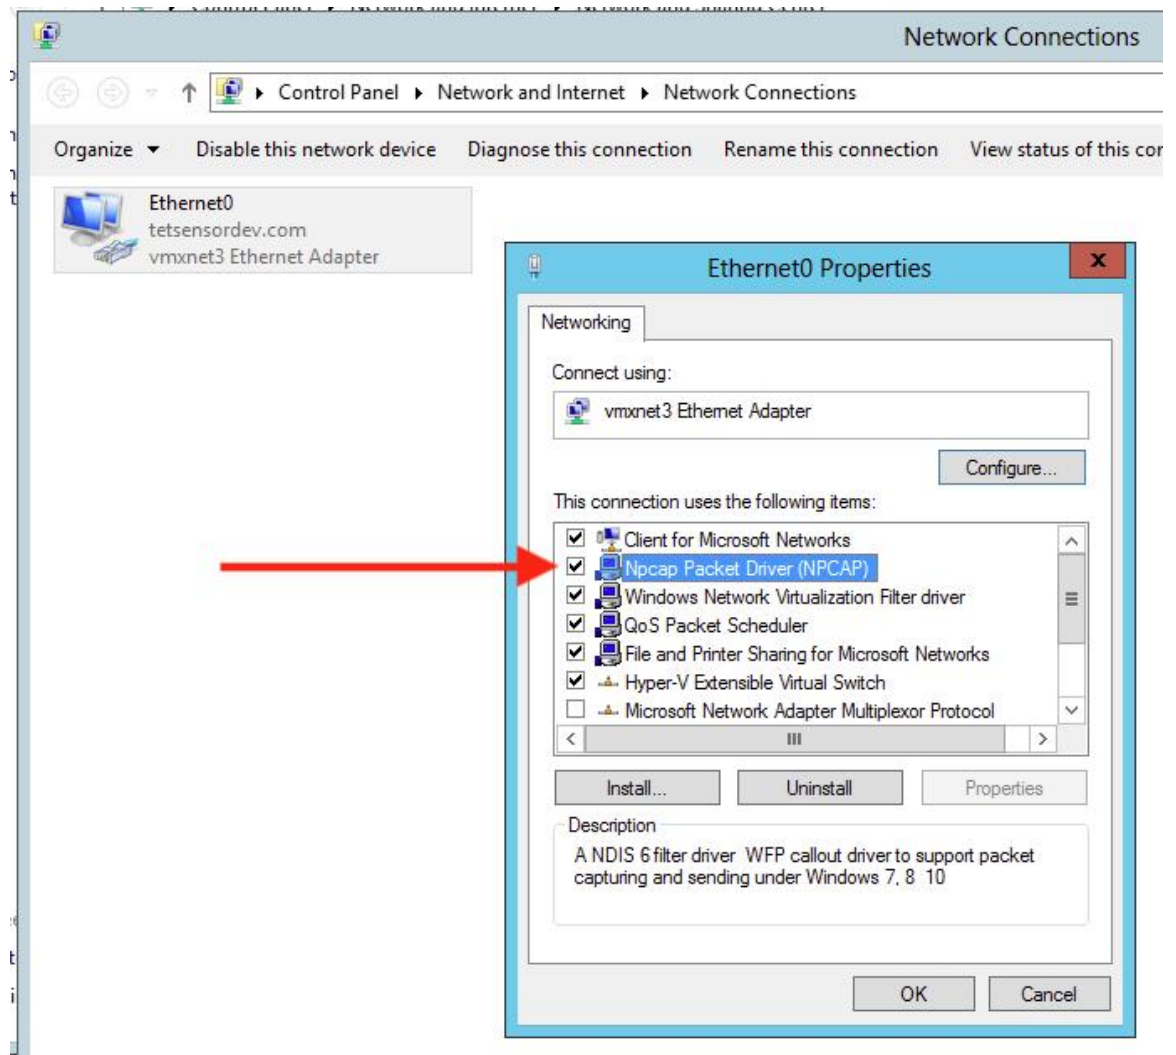 Network Connections
Control Panel Network and Internet Network Connections
Organize Disable this network device Diagnose this connection Rename this connection View status of this
Ethernet0
tetsensordev.com
vmxnet3 Ethernet Adapter
Ethernet0 Properties
x
Networking
Connect using:
vmxnet3 Ethernet Adapter
Configure...
This connection uses the following items:
Client for Microsoft Networks
Npcap Packet Driver (NPCAP)
Windows Network Virtualization Filter driver
QoS Packet Scheduler
File and Printer Sharing for Microsoft Networks
Hyper-V Extensible Virtual Switch
Microsoft Network Adapter Multiplexor Protocol
Install... Uninstall Properties
Description
A NDIS 6 filter driver WFP callout driver to support packet
capturing and sending under Windows 7, 8 10
OK Cancel